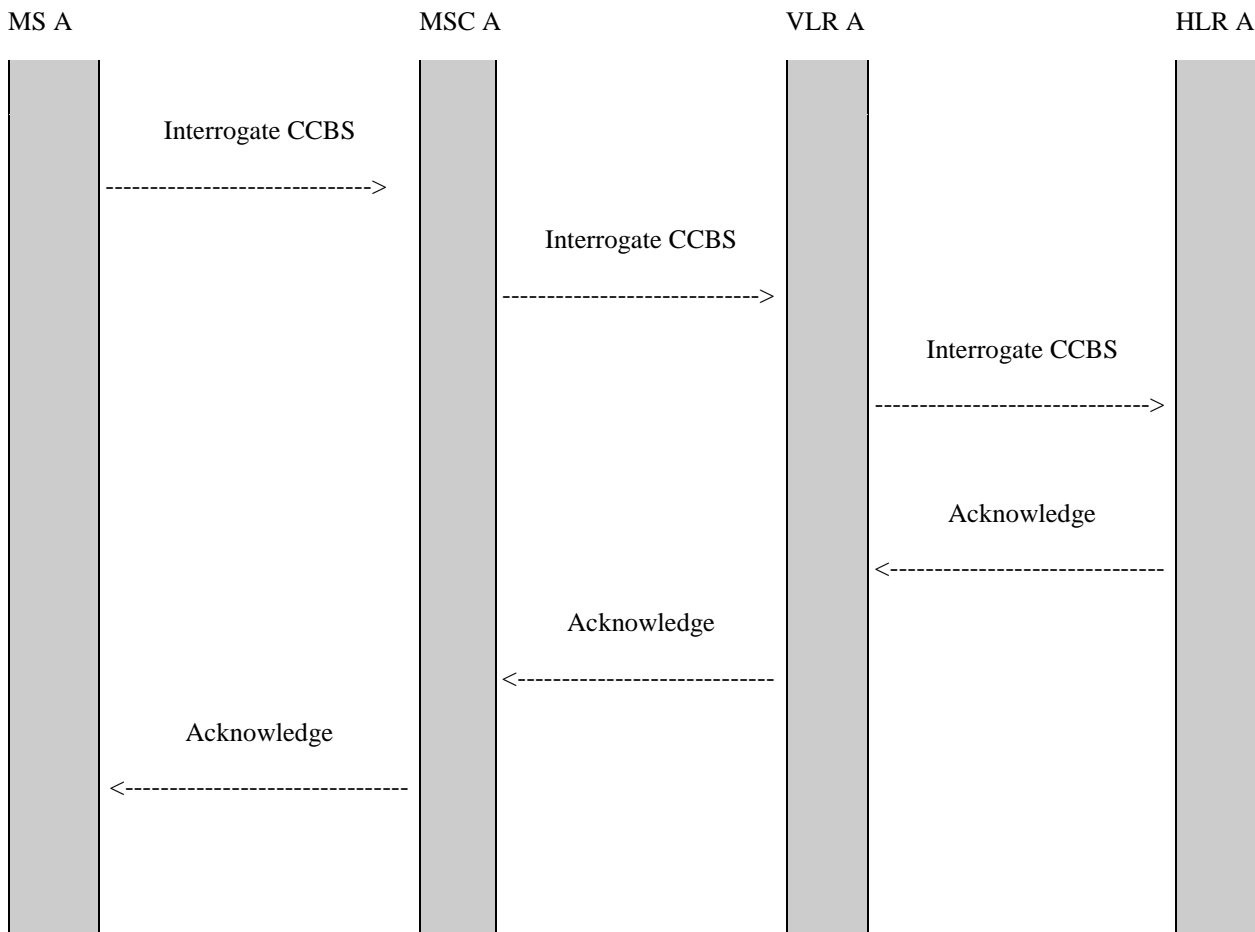 MS A
MSC A
VLR A
HLR A
Interrogate CCBS
Interrogate CCBS
Interrogate CCBS
Acknowledge
Acknowledge
Acknowledge